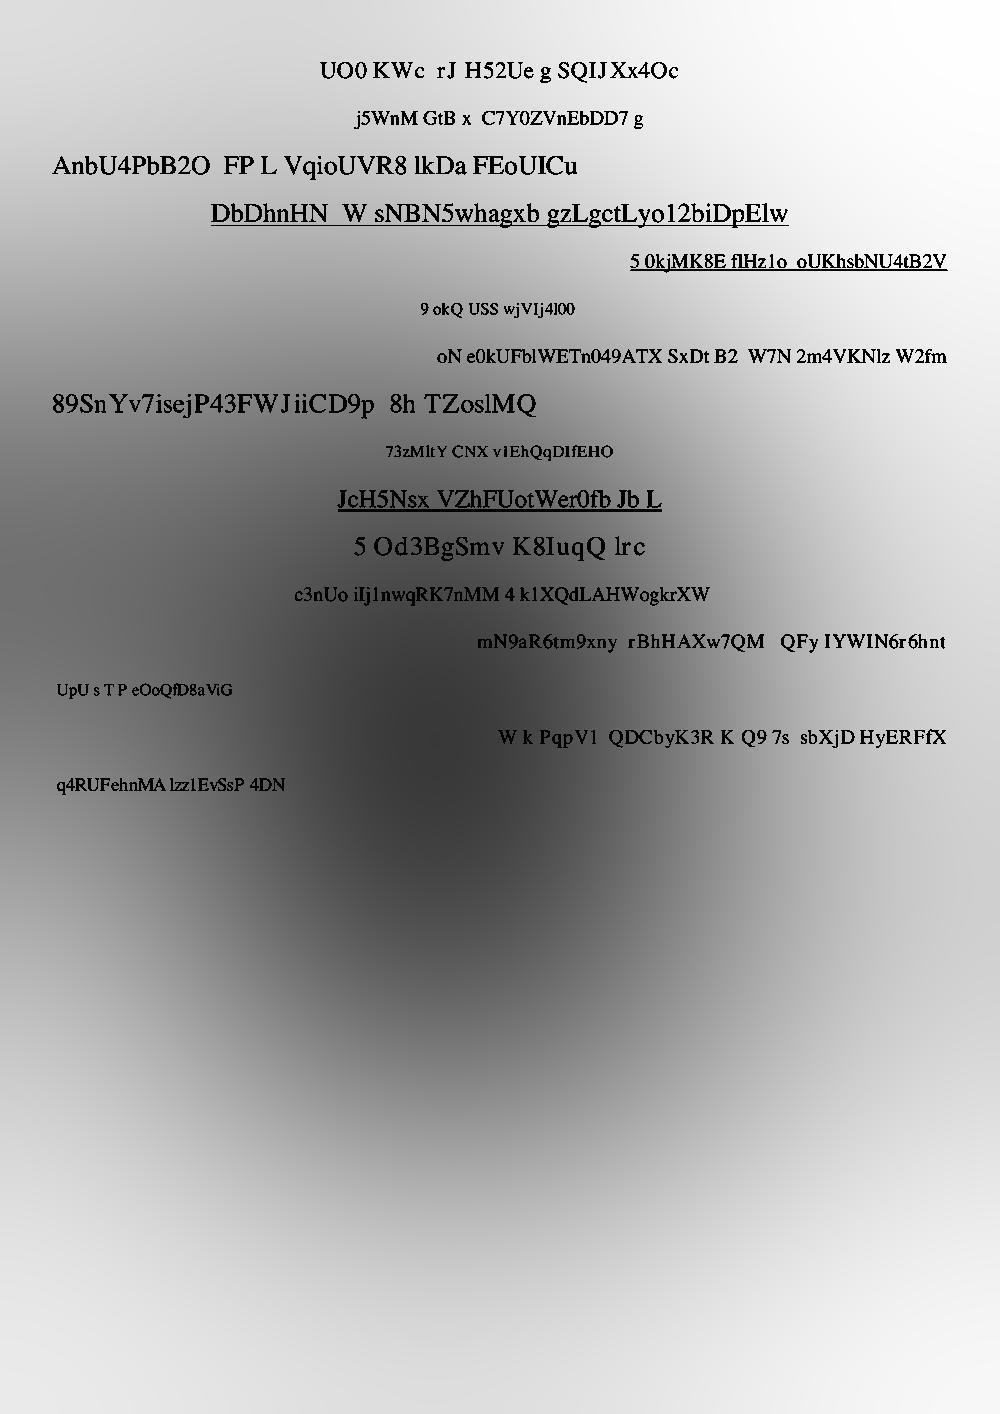 UO0 KWc rJ H52Ue g SQIJXx4Oc
j5WnM GtB x C7Y0ZVnEbDD7 g
AnbU4PbB2O FP L VqioUVR8 lkDa FEoUICu
DbDhnHN W sNBN5whagxb gzLgctLyo12biDpElw
5 0kjMK8E flHz1o oUKhsbNU4tB2V
9 okQ USS wjVIj4l00
oN e0kUFblWETn049ATX SxDt B2 W7N 2m4VKNlz W2fm
89SnYv7isejP43FWJiiCD9p 8h TZoslMQ
73zMltY CNX v1EhQqDIfEHO
JcH5Nsx VZhFUotWer0fb Jb L
5 Od3BgSmv K8IuqQ lrc
c3nUo iIj1nwqRK7nMM 4 k1XQdLAHWogkrXW
mN9aR6tm9xny rBhHAXw7QM QFy IYWIN6r6hnt
UpU s T P eOoQfD8aViG
W k PqpV1 QDCbyK3R K Q9 7s sbXjD HyERFfX
q4RUFehnMA lzz1EvSsP 4DN